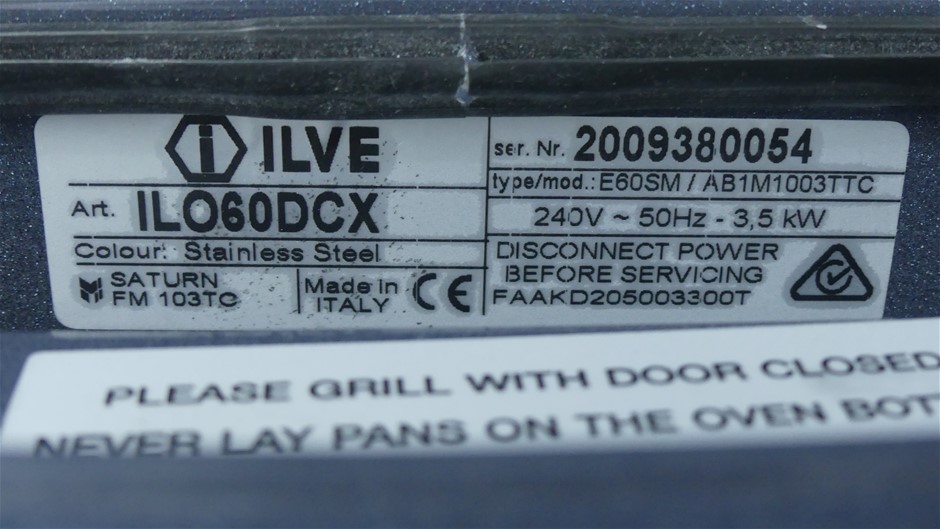 ILVE
ser. Nr. 2009380054
type/mod.: E60SM / AB1M1003TTC
Art. ILO60DCX
240V ~ 50Hz - 3,5 kW
Colour: Stainless Steel
DISCONNECT POWER
BEFORE SERVICING
FAAKD205003300T
SATURN
FM 103TC
Made in
ITALY
CE
PLEASE GRILL WITH DOOR CLOSED
NEVER LAY PANS ON THE OVEN BOT